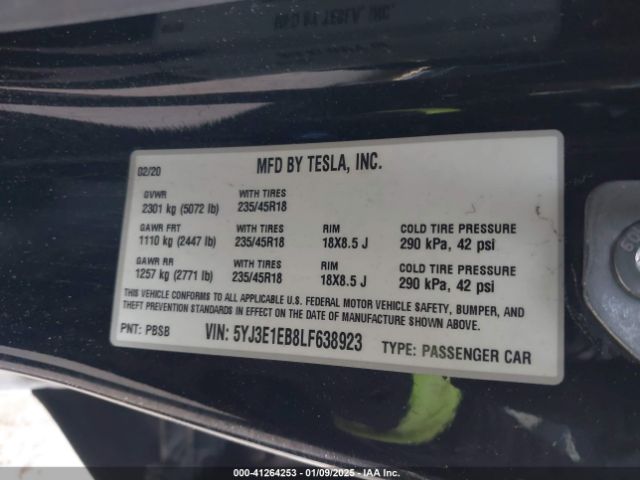 02/20
MFD BY TESLA, INC.
GVWR WITH TIRES
2301 kg (5072 lb) 235/45R18
GAWR FRT WITH TIRES RIM COLD TIRE PRESSURE
1110 kg (2447 lb) 235/45R18 18X8.5 J 290 kPa, 42 psi
GAWR RR WITH TIRES RIM COLD TIRE PRESSURE
1257 kg (2771 lb) 235/45R18 18X8.5 J 290 kPa, 42 psi
THIS VEHICLE CONFORMS TO ALL APPLICABLE U.S. FEDERAL MOTOR VEHICLE SAFETY, BUMPER, AND
THEFT PREVENTION STANDARDS IN EFFECT ON THE DATE OF MANUFACTURE SHOWN ABOVE.
PNT: PBSB VIN: 5YJ3E1EB8LF638923 TYPE: PASSENGER CAR
000-41264253 - 01/09/2025 - IAA Inc.